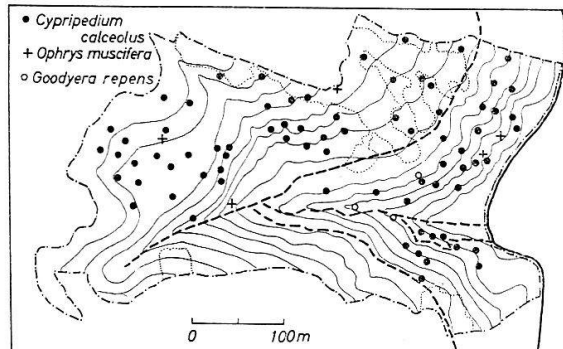 ● Cypripedium
calceolus
+ Ophrys muscifera
○ Goodyera repens
0 100m